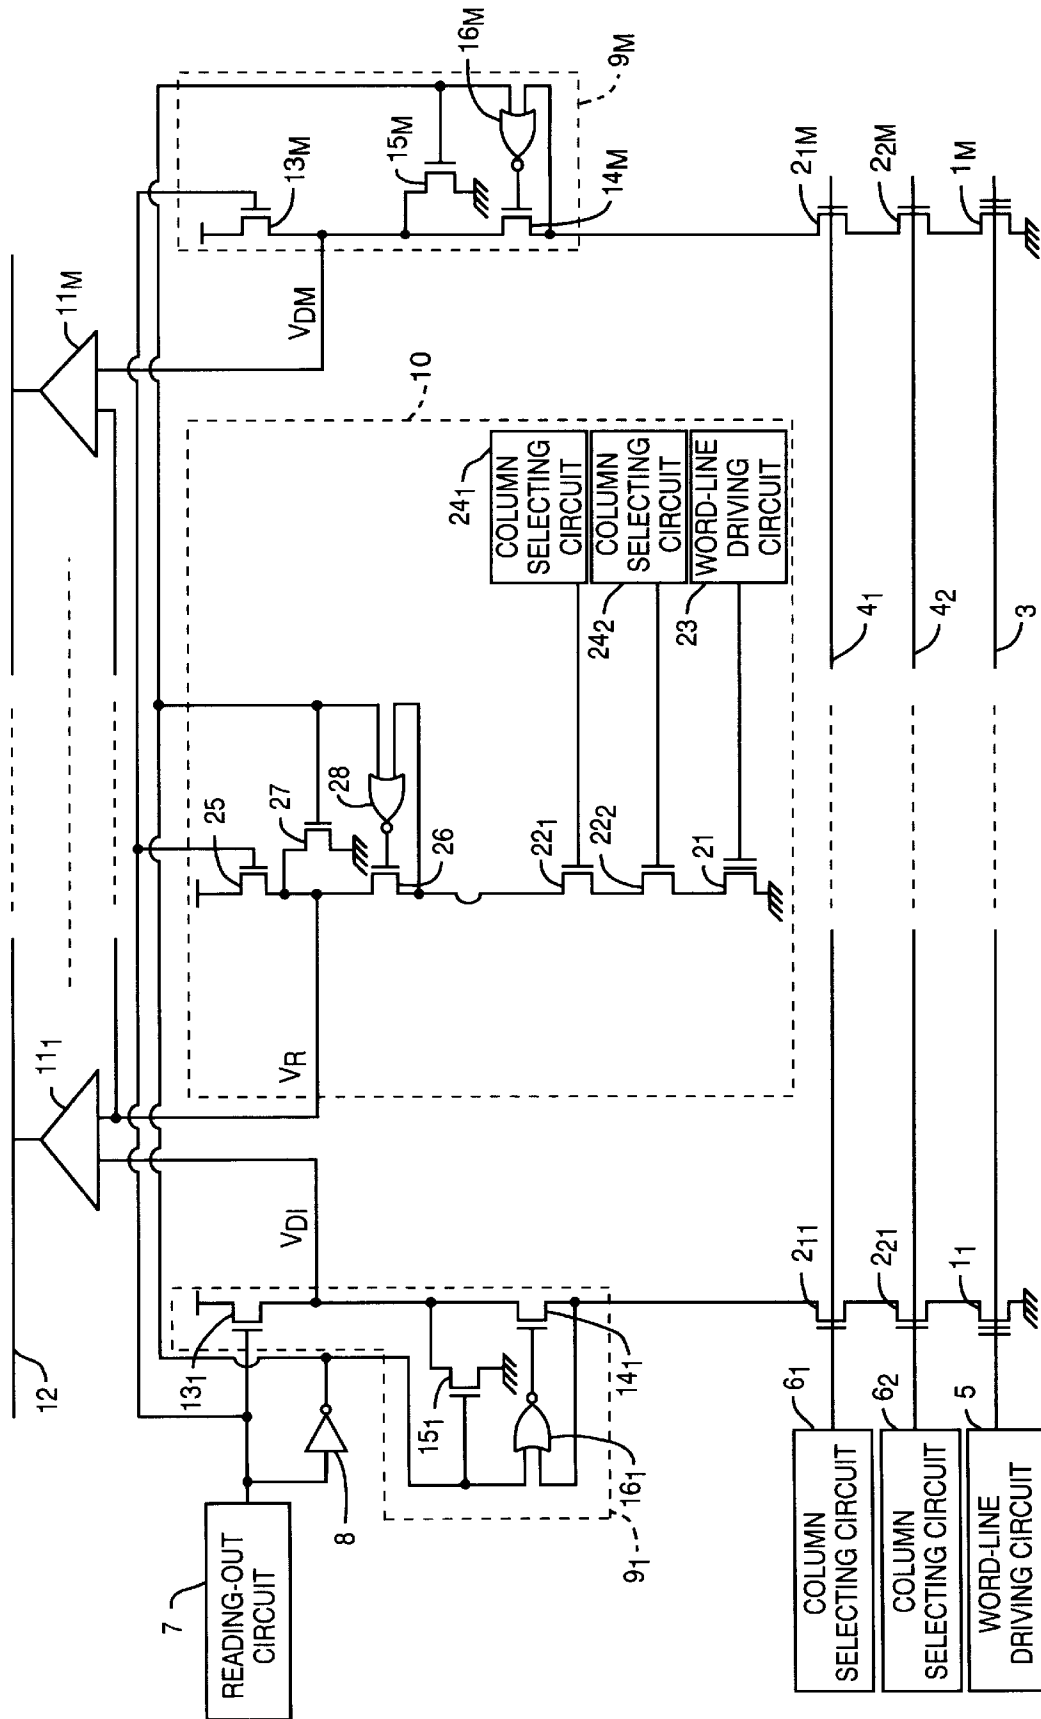 12
11₁
11M
7
READING-OUT
CIRCUIT
8
13₁
VDI
15₁
14₁
16₁
9₁
VR
25
27
28
26
10
22₁
22₂
21
24₁
COLUMN
SELECTING
CIRCUIT
24₂
COLUMN
SELECTING
CIRCUIT
23
WORD-LINE
DRIVING
CIRCUIT
VDM
13M
15M
16M
14M
9M
6₁
COLUMN
SELECTING CIRCUIT
6₂
COLUMN
SELECTING CIRCUIT
5
WORD-LINE
DRIVING CIRCUIT
2₁₁
2₂₁
1₁
4₁
4₂
3
2₁M
2₂M
1M